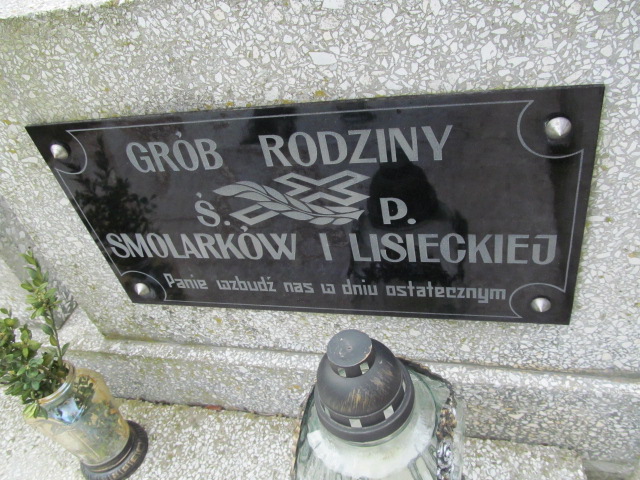 GRÓB RODZINY
Ś. P.
SMOLARKÓW I LISIECKIEJ
Panie wzbudź nas w dniu ostatecznym